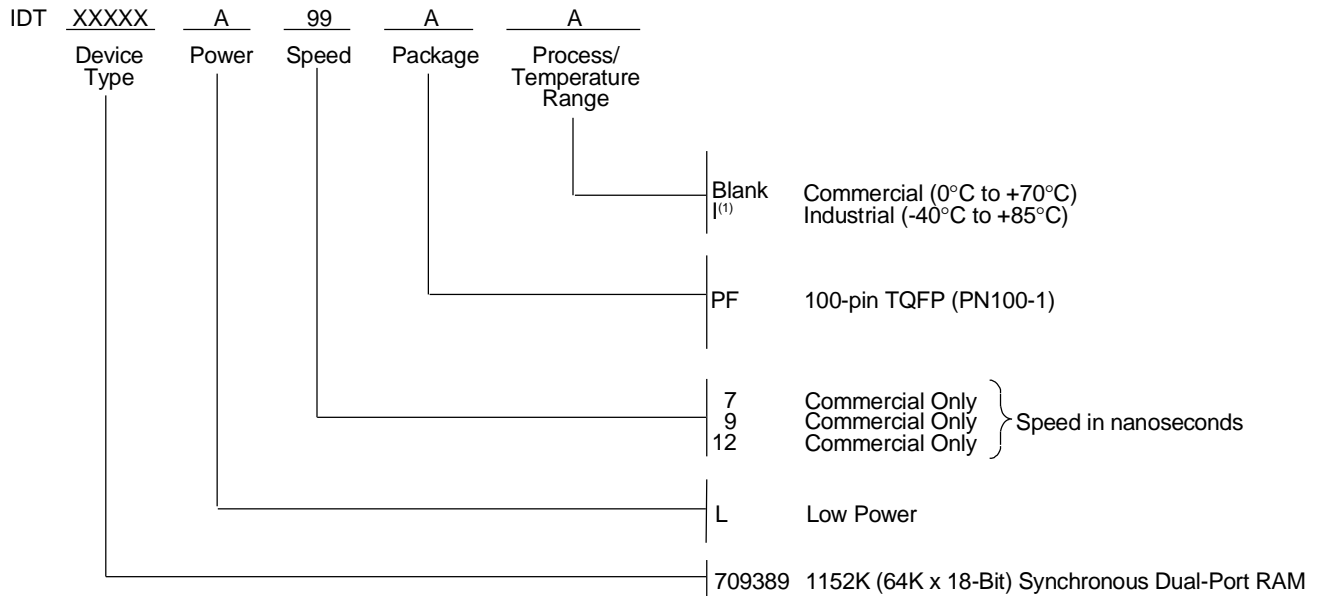 IDT XXXXX A 99 A A
Device Type Power Speed Package Process/ Temperature Range
Blank Commercial (0°C to +70°C)
I(1) Industrial (-40°C to +85°C)
PF 100-pin TQFP (PN100-1)
7 Commercial Only
9 Commercial Only Speed in nanoseconds
12 Commercial Only
L Low Power
709389 1152K (64K x 18-Bit) Synchronous Dual-Port RAM